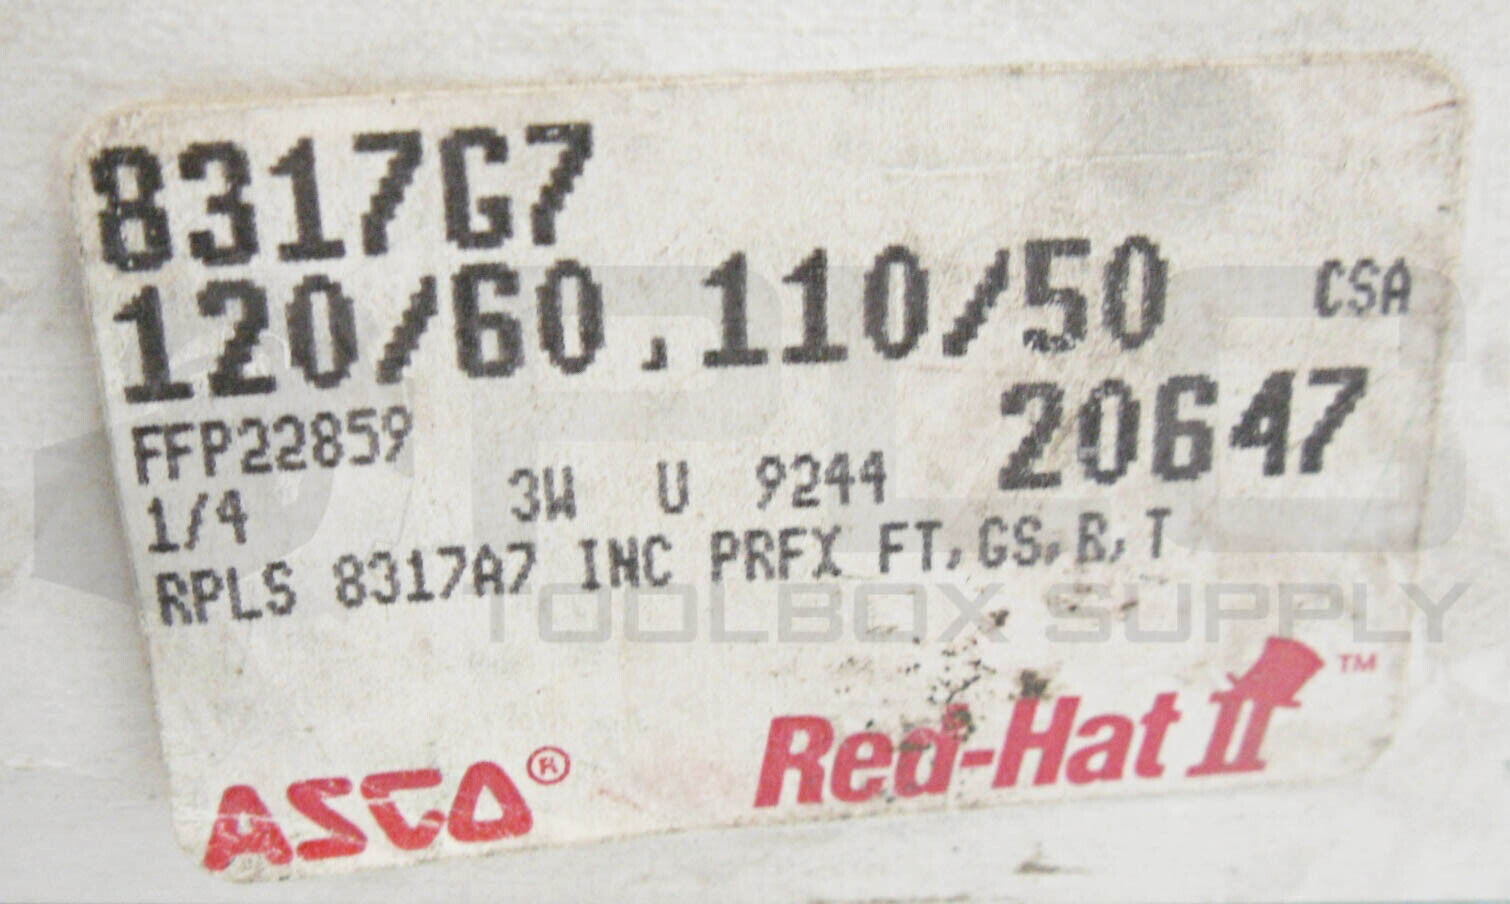 8317G7
120/60,110/50 CSA
FFP22859 20647
1/4 3W U 9244
RPLS 8317A7 INC PRFX FT,GS,R,T
TOOLBOX SUPPLY
ASCO® Red-Hat II™